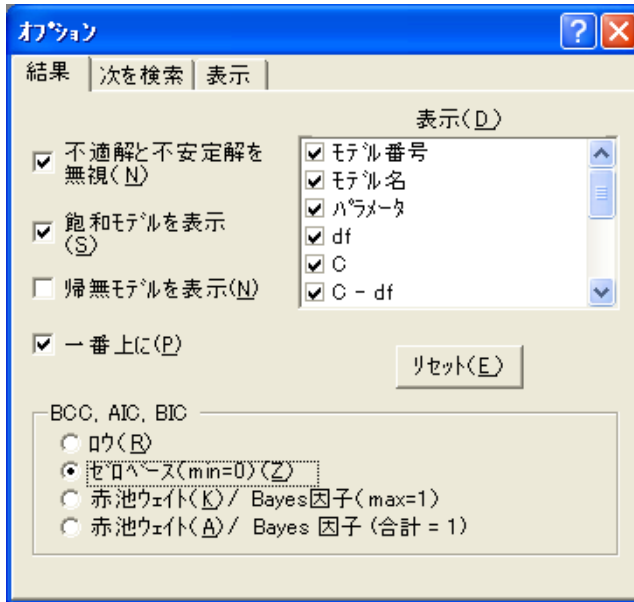 オプション
結果
次を検索
表示
表示(D)
不適解と不安定解を
無視(N)
飽和モデルを表示
(S)
帰無モデルを表示(N)
一番上に(P)
モデル番号
モデル名
パラメータ
df
C
C - df
リセット(E)
BCC, AIC, BIC
ロウ(R)
ゼロベース(min=0)(Z)
赤池ウェイト(K)/ Bayes因子(max=1)
赤池ウェイト(A)/ Bayes 因子 (合計 = 1)